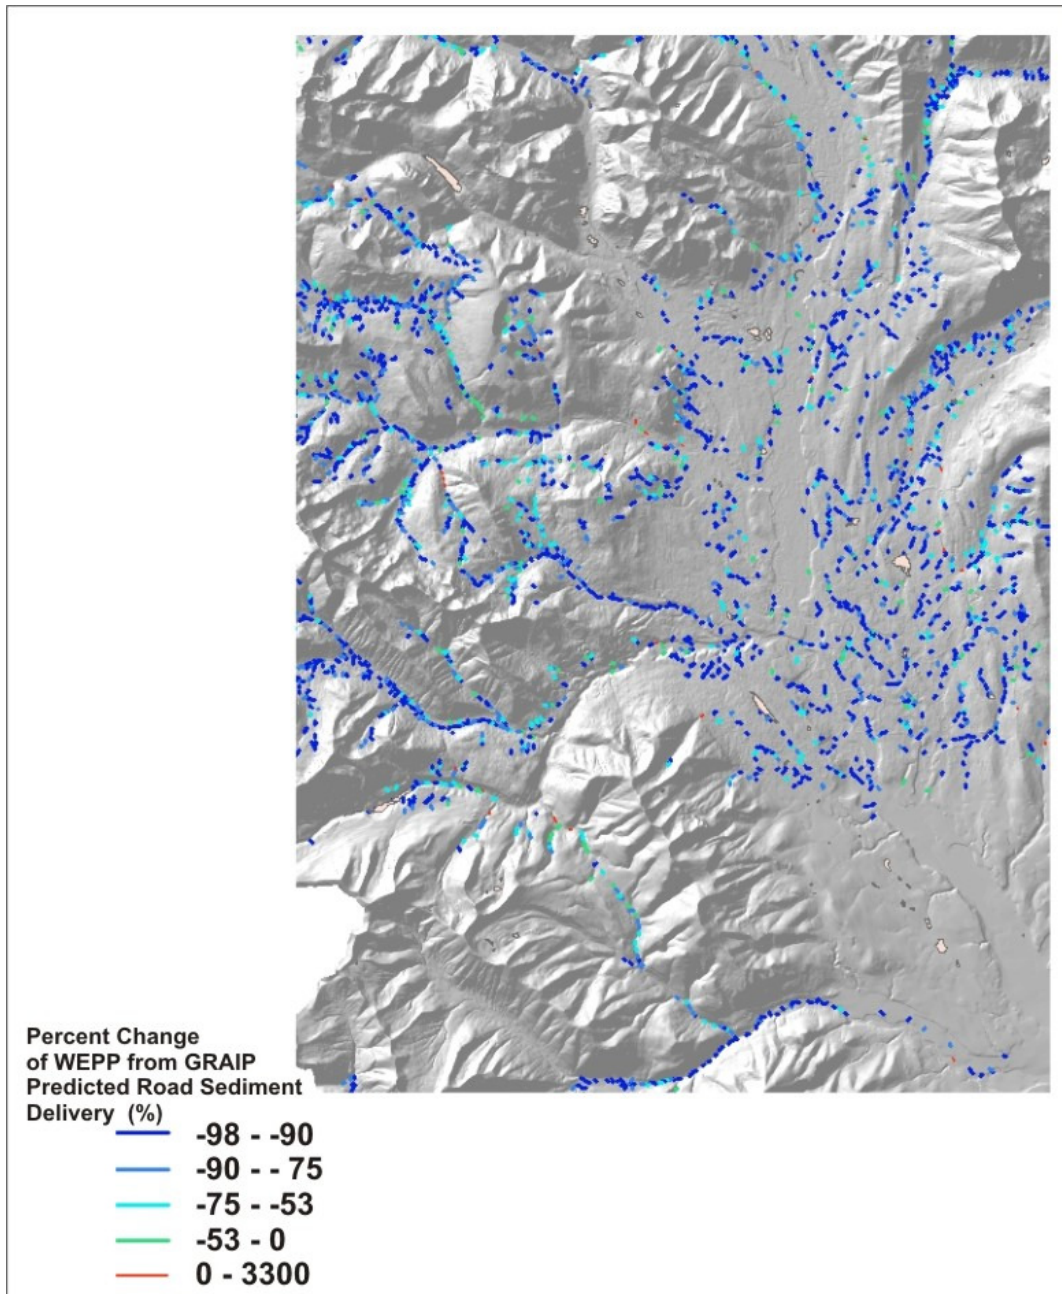 Percent Change
of WEPP from GRAIP
Predicted Road Sediment
Delivery (%)
-98 - -90
-90 - - 75
-75 - -53
-53 - 0
0 - 3300